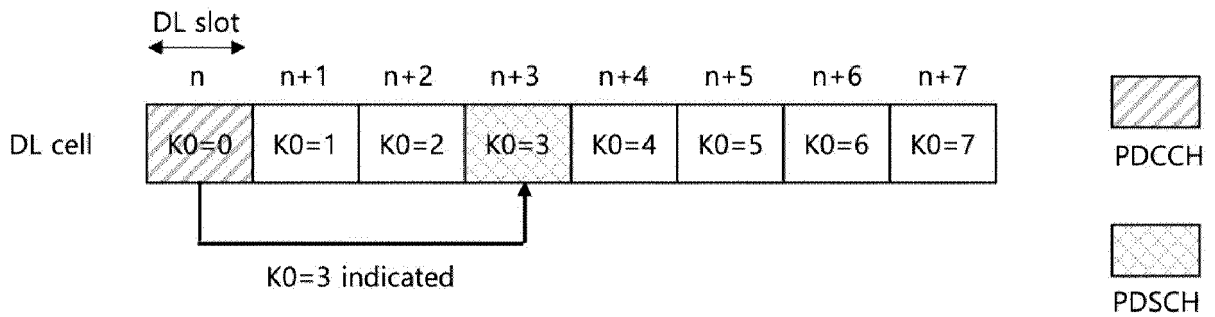 DL slot
n n+1 n+2 n+3 n+4 n+5 n+6 n+7
DL cell K0=0 K0=1 K0=2 K0=3 K0=4 K0=5 K0=6 K0=7
PDCCH
K0=3 indicated
PDSCH